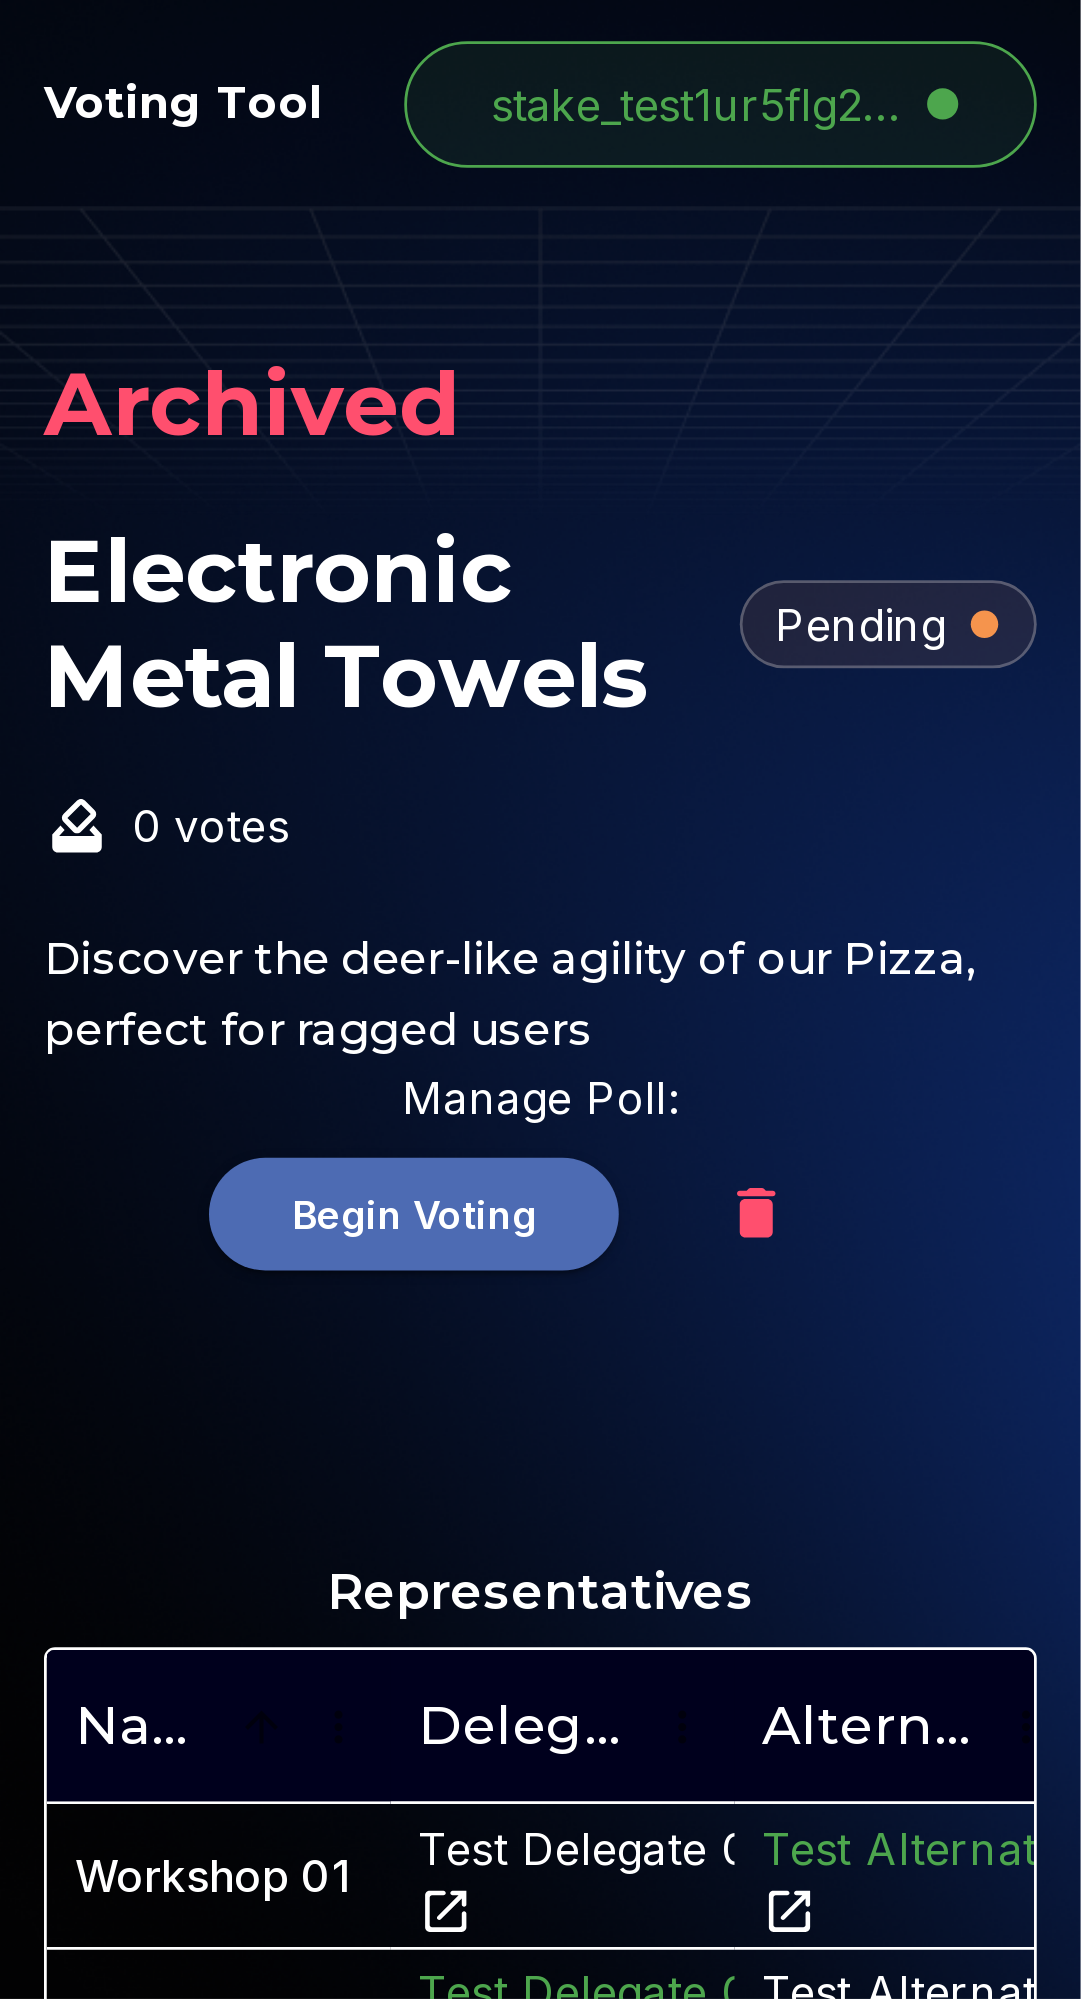 Voting Tool
stake_test1ur5flg2...
Archived
Electronic
Metal Towels
Pending
0 votes
Discover the deer-like agility of our Pizza,
perfect for ragged users
Manage Poll:
Begin Voting
Representatives
Na... Deleg... Altern...
Workshop 01 Test Delegate Test Alternat
Test Delegate Test Alternat